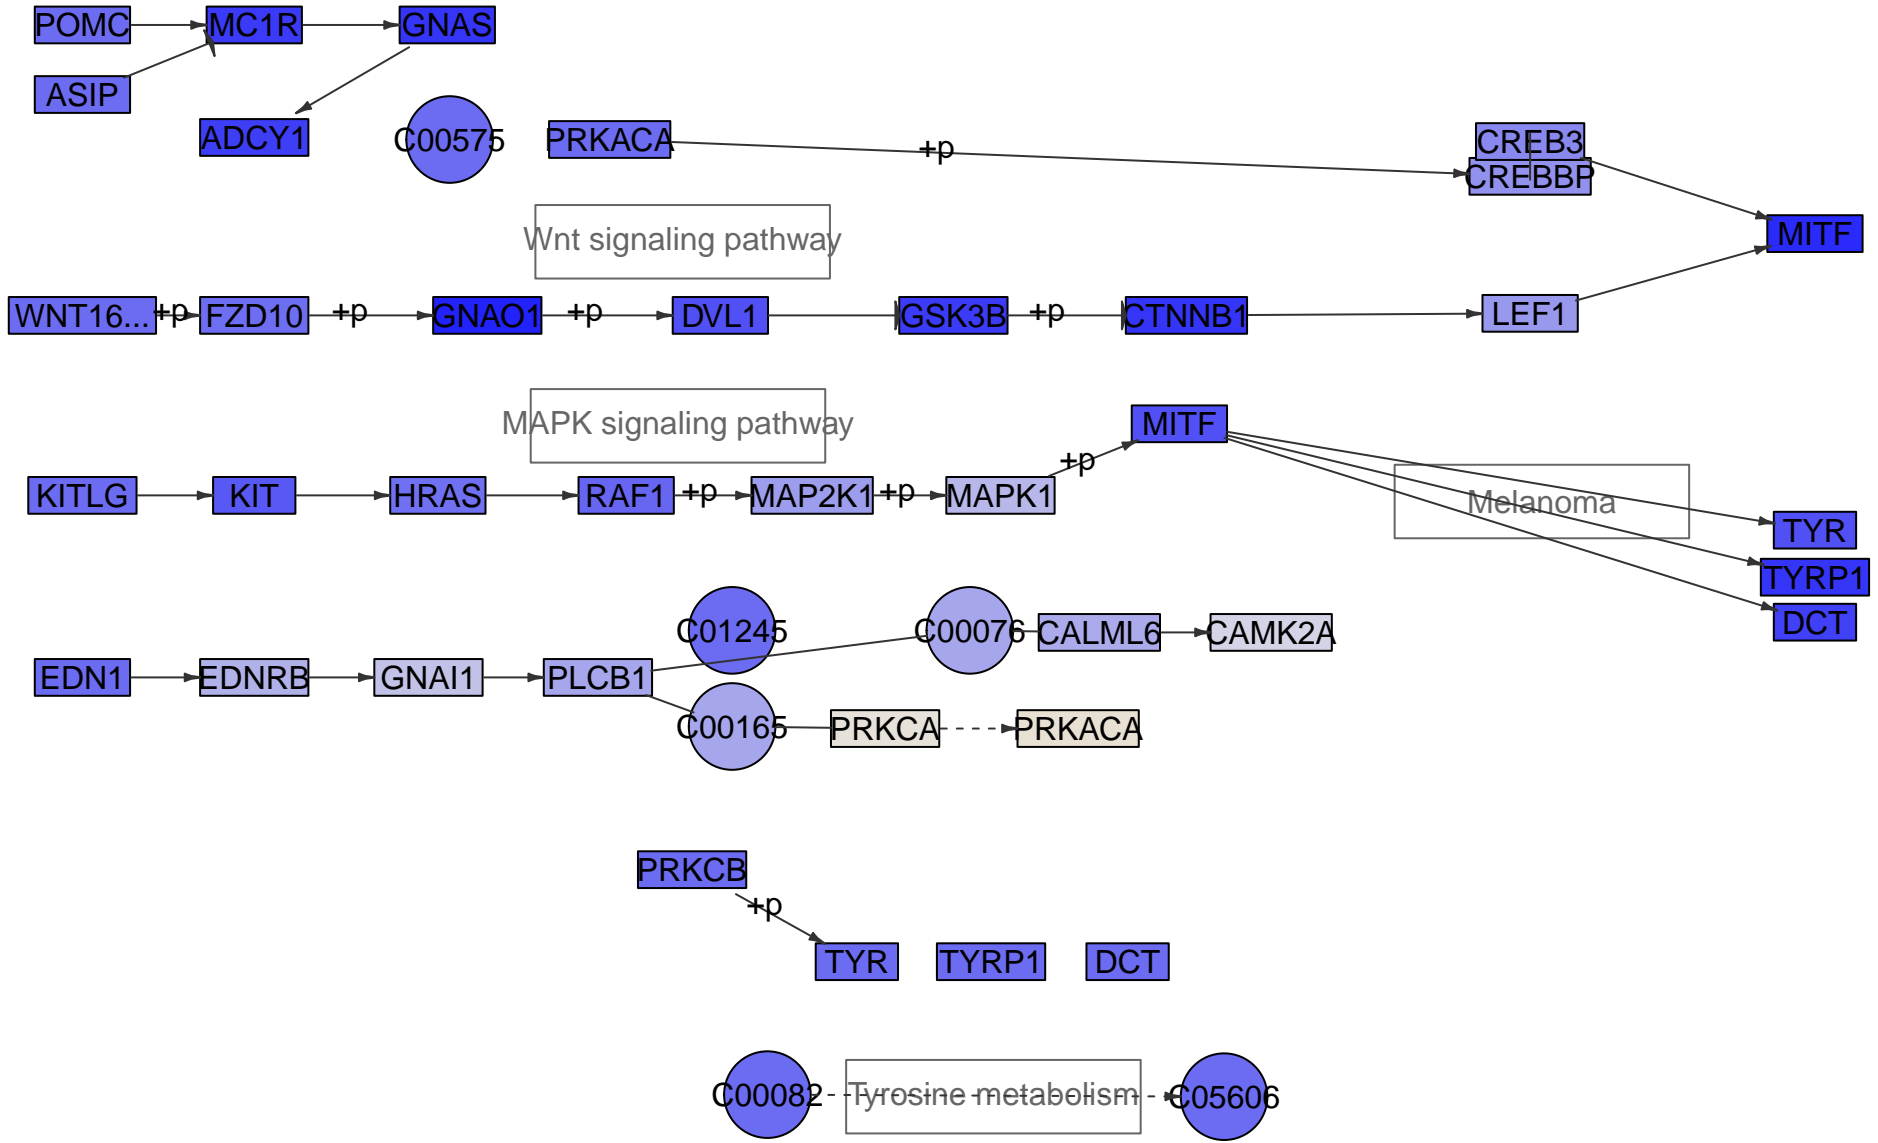 POMC
MC1R
GNAS
ASIP
ADCY1
C00575
PRKACA
+p
CREB3
CREBBP
MITF
Wnt signaling pathway
WNT16...
+p
FZD10
+p
GNAO1
+p
DVL1
GSK3B
+p
CTNNB1
LEF1
MAPK signaling pathway
MITF
+p
Melanoma
KITLG
KIT
HRAS
RAF1
+p
MAP2K1
+p
MAPK1
TYR
TYRP1
DCT
C01245
C00076
CALML6
CAMK2A
EDN1
EDNRB
GNAI1
PLCB1
C00165
PRKCA
PRKACA
PRKCB
+p
TYR
TYRP1
DCT
C00082
Tyrosine metabolism
C05606